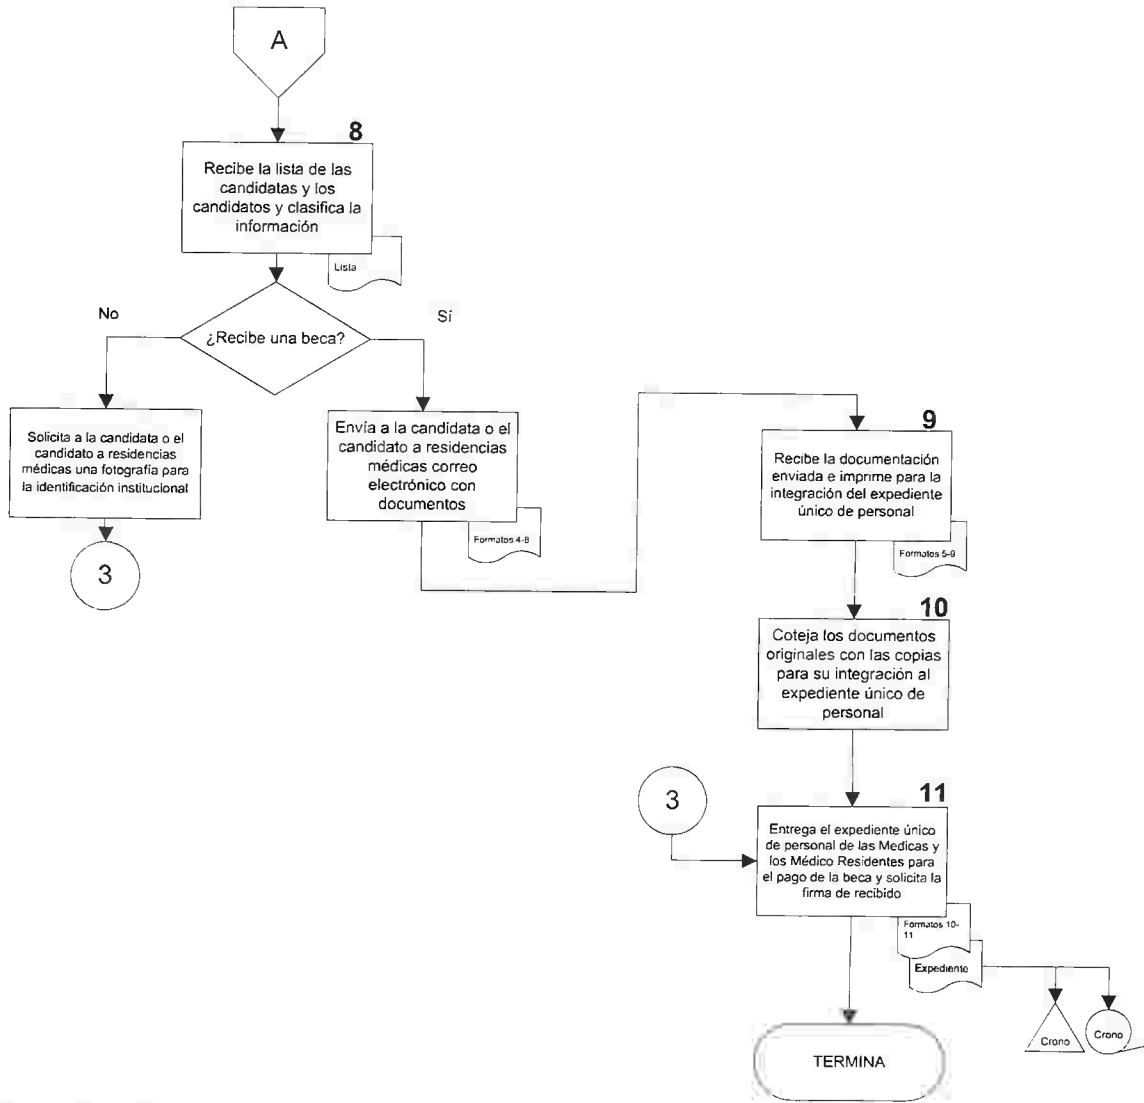 A
8
Recibe la lista de las
candidatas y los
candidatos y clasifica la
información
Lista
No
¿Recibe una beca?
Sí
Solicita a la candidata o el
candidato a residencias
médicas una fotografía para
la identificación institucional
3
Envía a la candidata o el
candidato a residencias
médicas correo
electrónico con
documentos
Formatos 4-8
9
Recibe la documentación
enviada e imprime para la
integración del expediente
único de personal
Formatos 5-9
10
Coteja los documentos
originales con las copias
para su integración al
expediente único de
personal
3
11
Entrega el expediente único
de personal de las Medicas y
los Médico Residentes para
el pago de la beca y solicita la
firma de recibido
Formatos 10-
11
Expediente
Crono
Crono
TERMINA